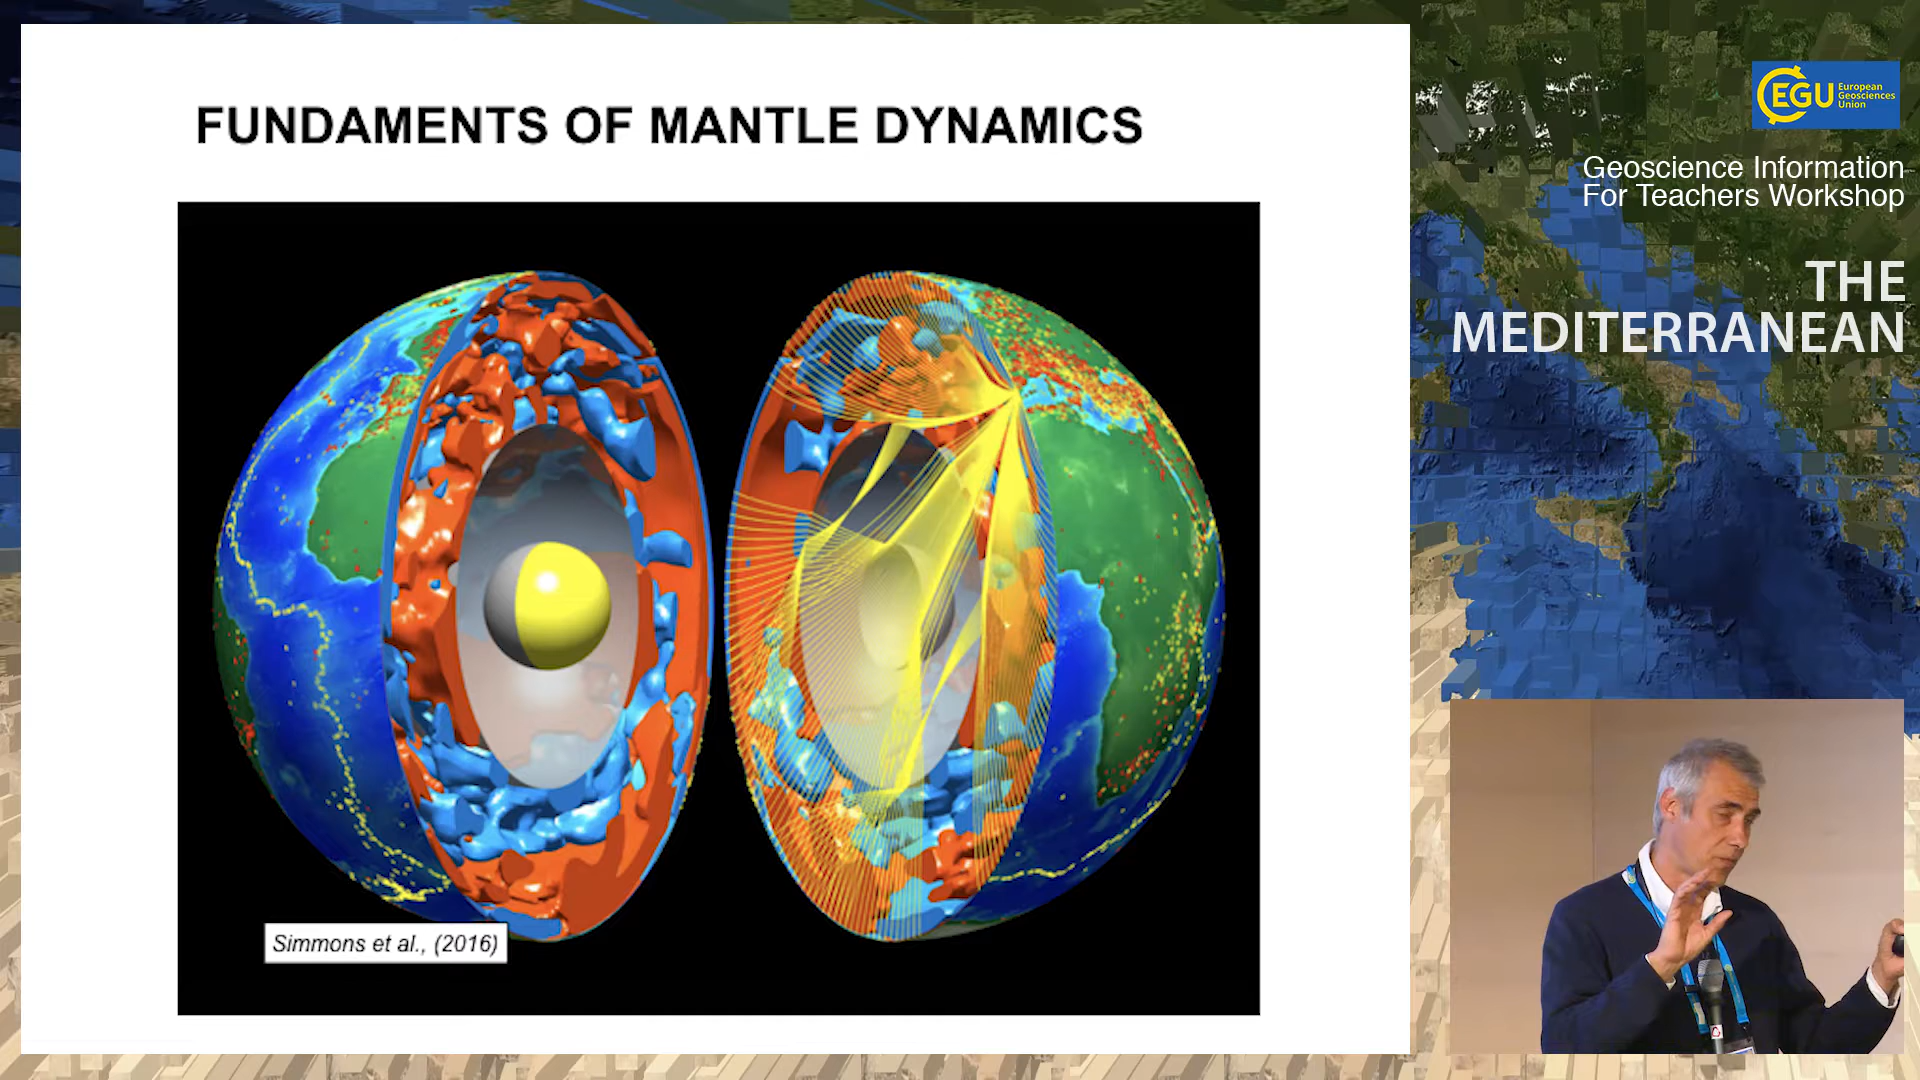 FUNDAMENTS OF MANTLE DYNAMICS
Simmons et al., (2016)
EGU
European
Geosciences
Union
Geoscience Information
For Teachers Workshop
THE
MEDITERRANEAN